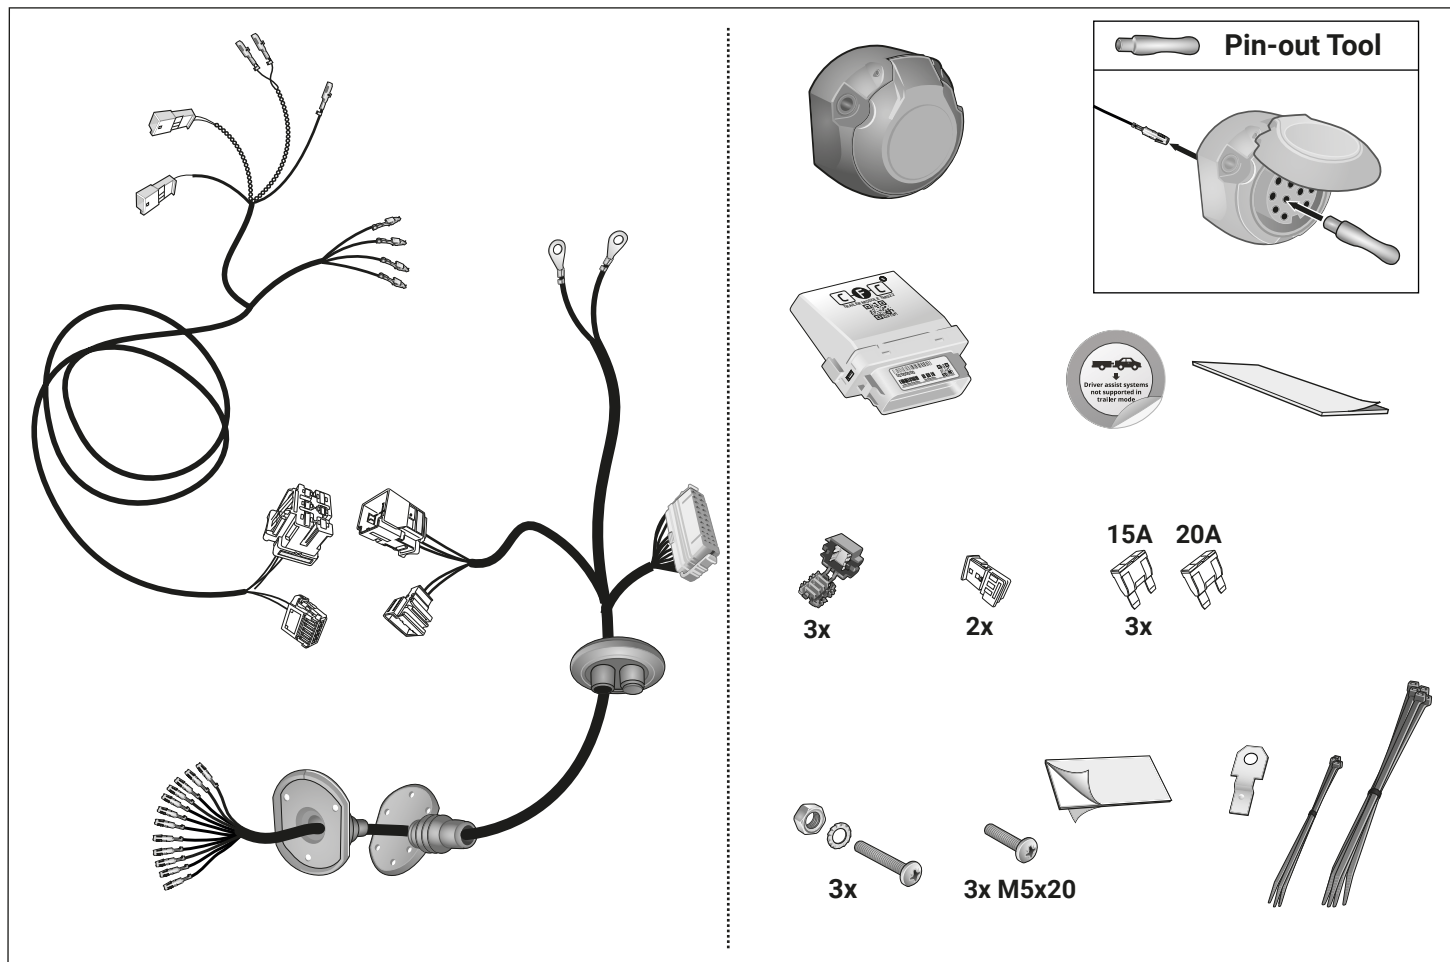 Pin-out Tool
C F C
Driver assist systems
not supported in
trailer mode
15A 20A
3x
2x
3x
3x
3x M5x20